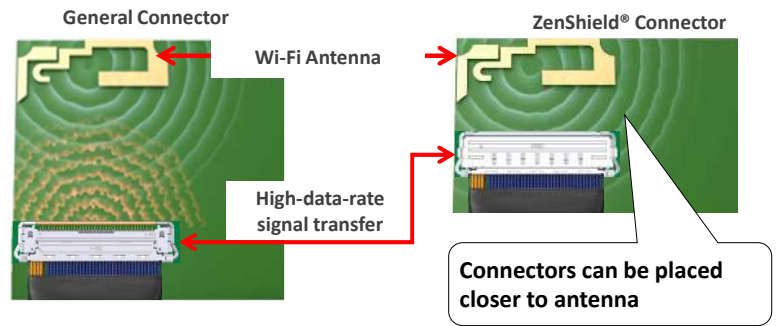 General Connector
ZenShield® Connector
Wi-Fi Antenna
High-data-rate
signal transfer
Connectors can be placed
closer to antenna